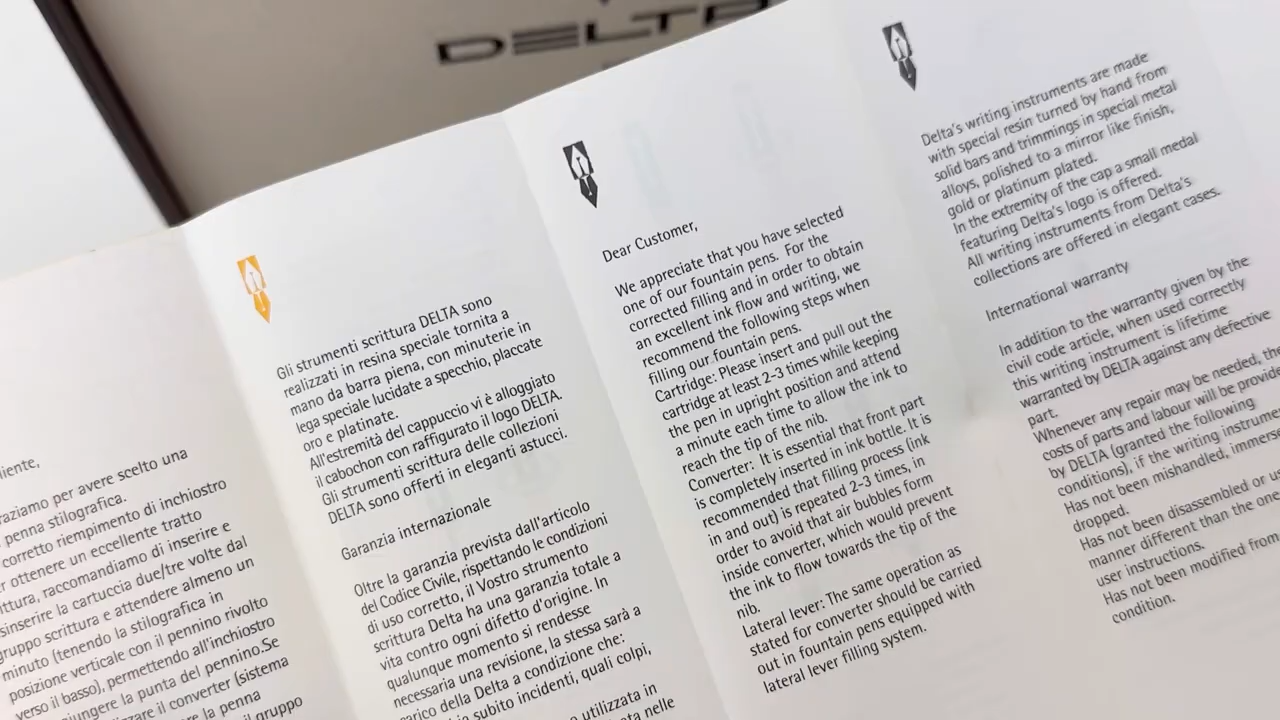 DELTA
liente,
raziamo per avere scelto una
penna stilografica.
corretto riempimento di inchiostro
r ottenere un eccellente tratto
ittura, raccomandiamo di inserire e
sinserire la cartuccia due/tre volte dal
gruppo scrittura e attendere almeno un
minuto (tenendo la stilografica in
posizione verticale con il pennino rivolto
verso il basso), permettendo all'inchiostro
giungere la punta del pennino.Se
zzare il converter (sistema
re la penna
il gruppo
Gli strumenti scrittura DELTA sono
realizzati in resina speciale tornita a
mano da barra piena, con minuterie in
lega speciale lucidate a specchio, placcate
oro e platinate.
All'estremità del cappuccio vi è alloggiato
il cabochon con raffigurato il logo DELTA.
Gli strumenti scrittura delle collezioni
DELTA sono offerti in eleganti astucci.
Garanzia internazionale
Oltre la garanzia prevista dall'articolo
del Codice Civile, rispettando le condizioni
di uso corretto, il Vostro strumento
scrittura Delta ha una garanzia totale a
vita contro ogni difetto d'origine. In
qualunque momento si rendesse
necessaria una revisione, la stessa sarà a
carico della Delta a condizione che:
subito incidenti, quali colpi,
utilizzata in
nelle
Dear Customer,
We appreciate that you have selected
one of our fountain pens. For the
corrected filling and in order to obtain
an excellent ink flow and writing, we
recommend the following steps when
filling our fountain pens.
Cartridge: Please insert and pull out the
cartridge at least 2-3 times while keeping
the pen in upright position and attend
a minute each time to allow the ink to
reach the tip of the nib.
Converter: It is essential that front part
is completely inserted in ink bottle. It is
recommended that filling process (ink
in and out) is repeated 2-3 times, in
order to avoid that air bubbles form
inside converter, which would prevent
the ink to flow towards the tip of the
nib.
Lateral lever: The same operation as
stated for converter should be carried
out in fountain pens equipped with
lateral lever filling system.
Delta's writing instruments are made
with special resin turned by hand from
solid bars and trimmings in special metal
alloys, polished to a mirror like finish,
gold or platinum plated.
In the extremity of the cap a small medal
featuring Delta's logo is offered.
All writing instruments from Delta's
collections are offered in elegant cases.
International warranty
In addition to the warranty given by the
civil code article, when used correctly
this writing instrument is lifetime
warranted by DELTA against any defective
part.
Whenever any repair may be needed, the
costs of parts and labour will be provide
by DELTA (granted the following
conditions), if the writing instrumen
Has not been mishandled, immerse
dropped.
Has not been disassembled or us
manner different than the one
user instructions.
Has not been modified from
condition.